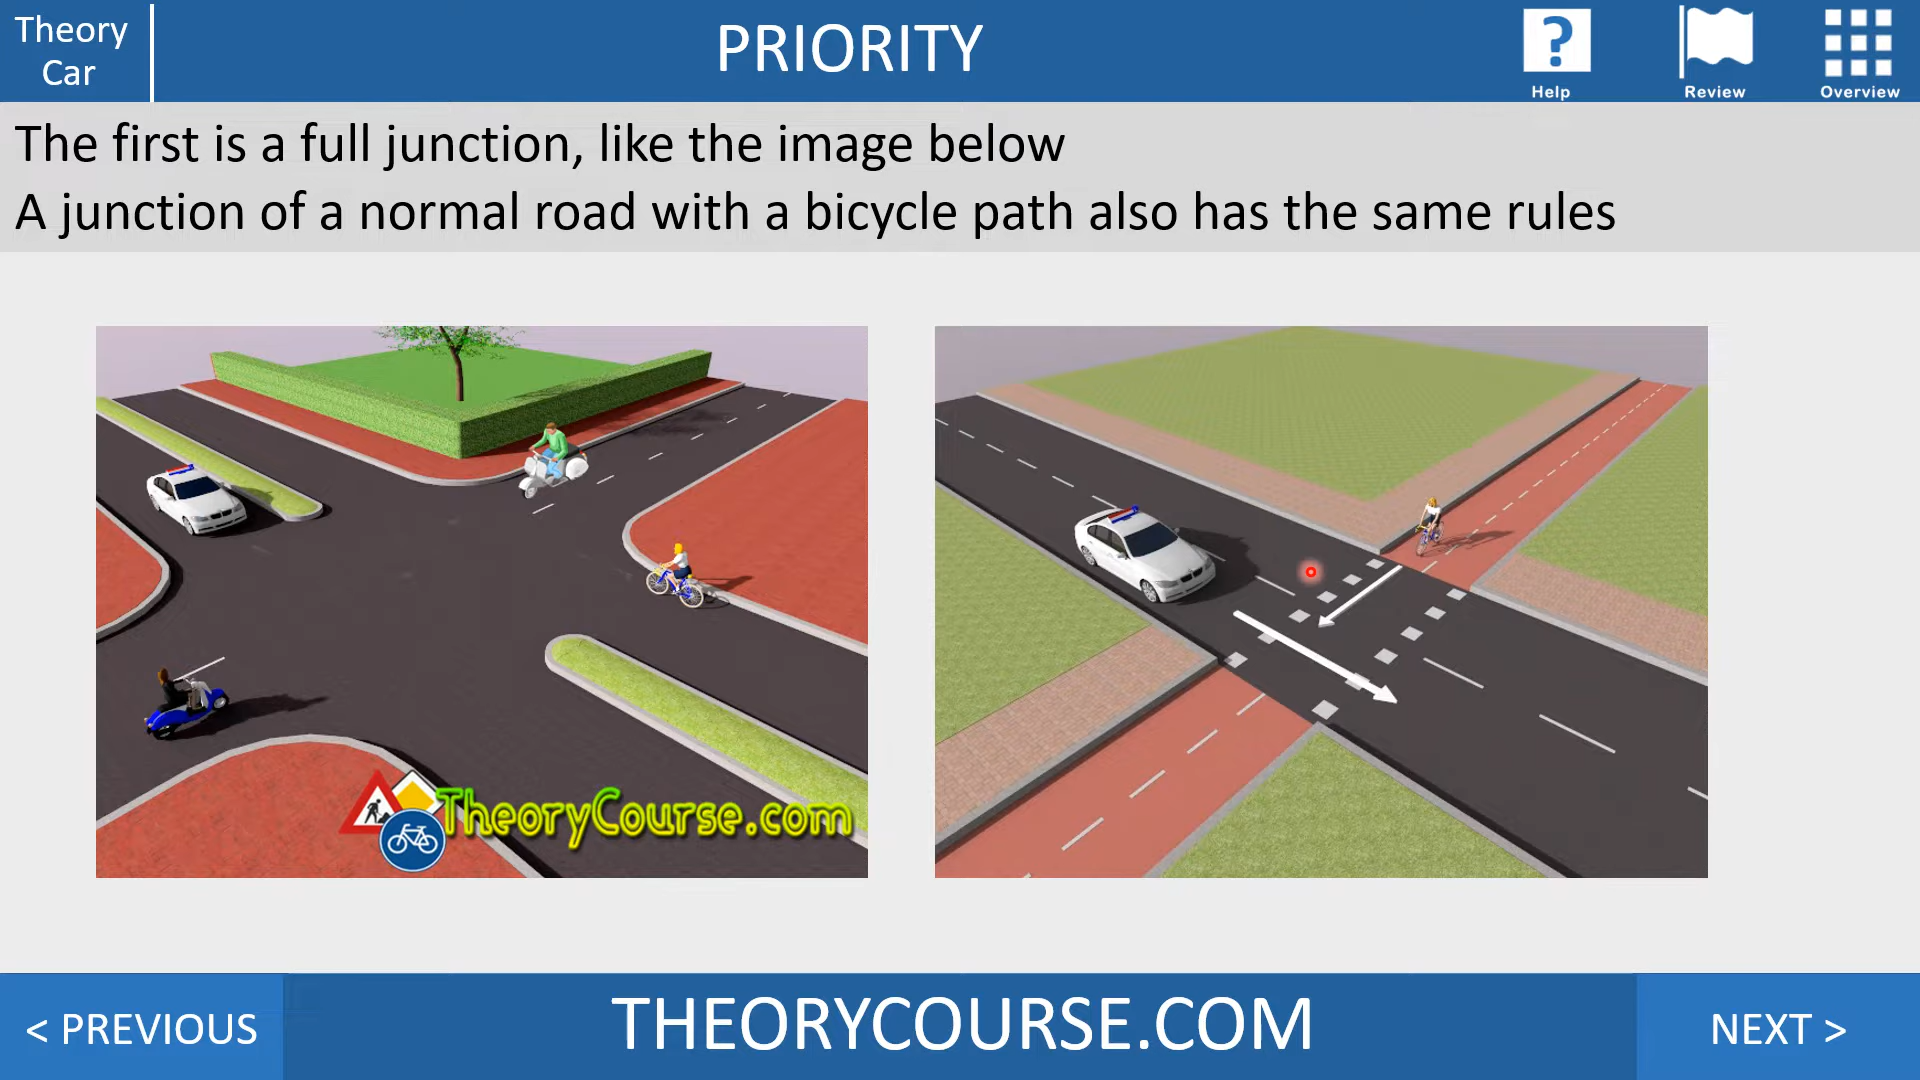 Theory
Car
PRIORITY
?
Help
Review
Overview
The first is a full junction, like the image below
A junction of a normal road with a bicycle path also has the same rules
TheoryCourse.com
< PREVIOUS
THEORYCOURSE.COM
NEXT >